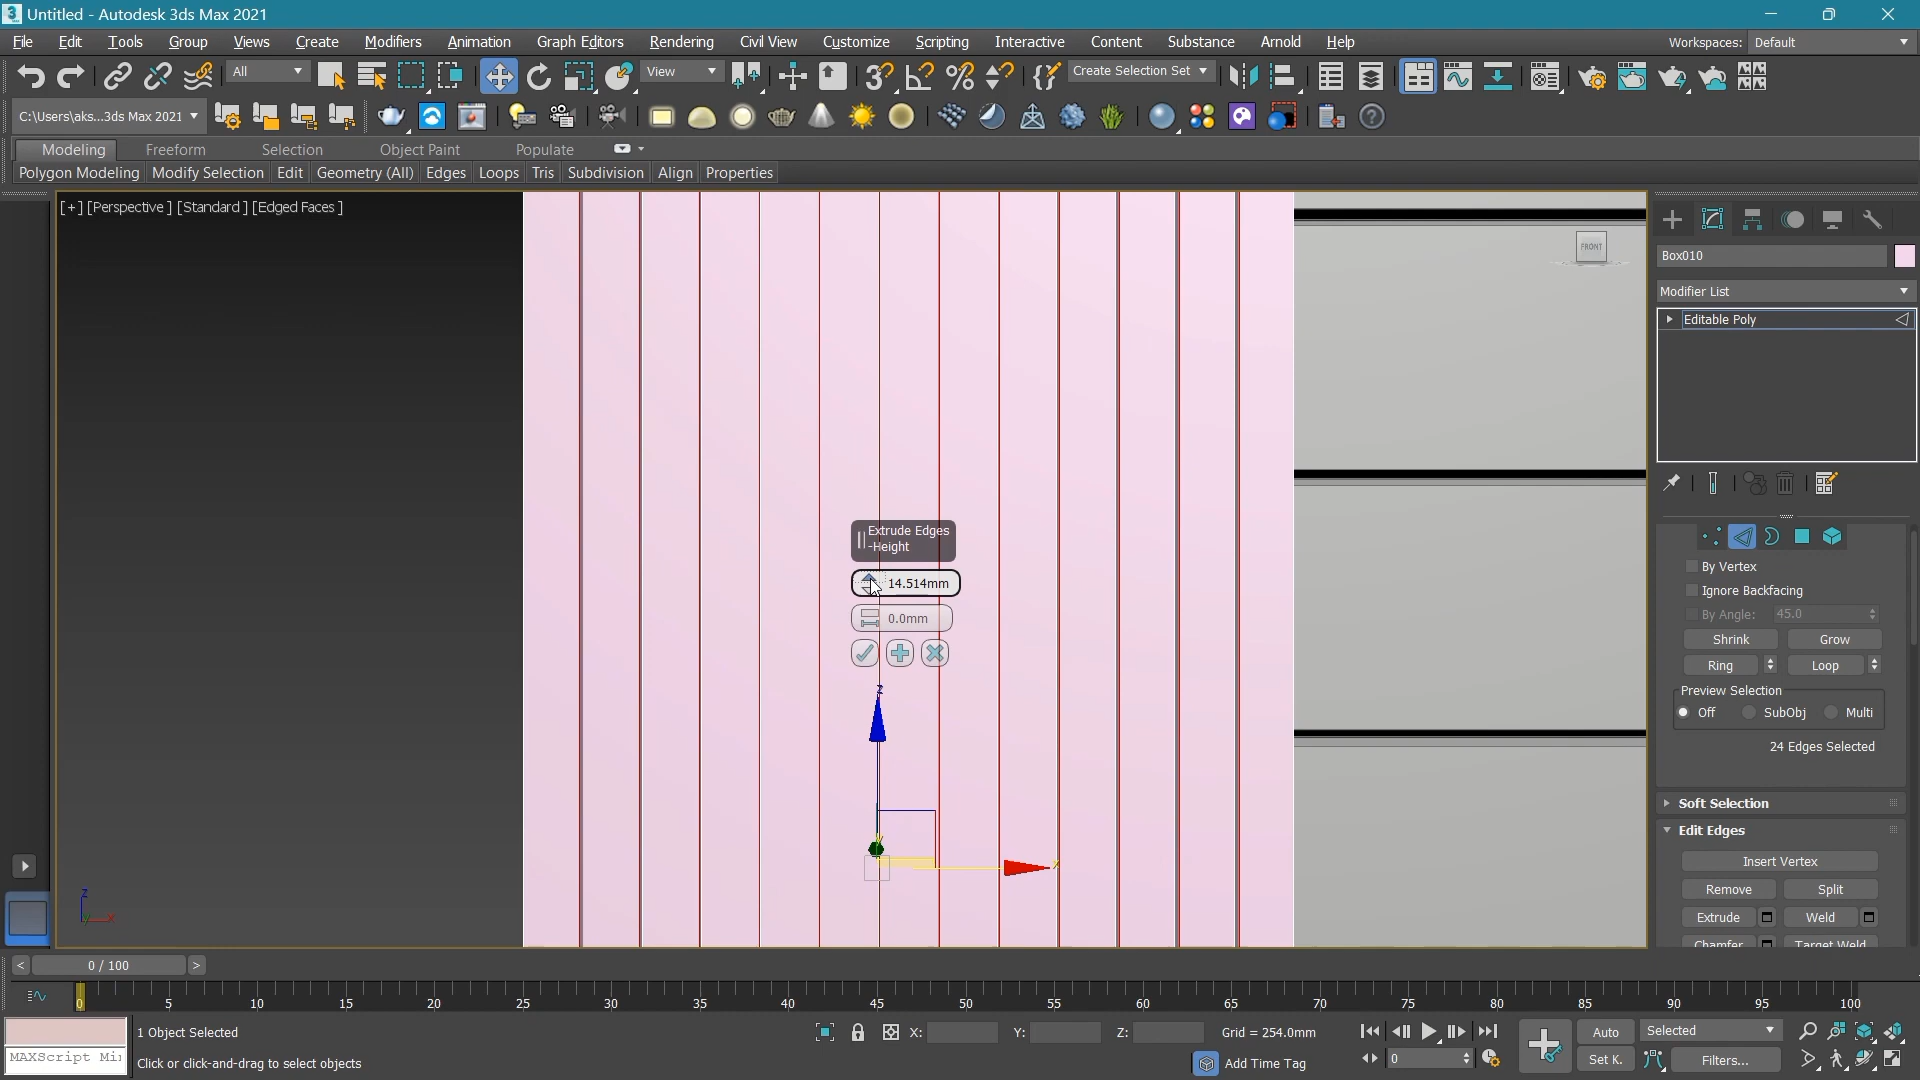 Untitled - Autodesk 3ds Max 2021
File Edit Tools Group Views Create Modifiers Animation Graph Editors Rendering Civil View Customize Scripting Interactive Content Substance Arnold Help Workspaces: Default
All View Create Selection Set
C:\Users\aks...3ds Max 2021
Modeling Freeform Selection Object Paint Populate
Polygon Modeling Modify Selection Edit Geometry (All) Edges Loops Tris Subdivision Align Properties
[+] [Perspective ] [Standard ] [Edged Faces ]
FRONT
Box010
Modifier List
Editable Poly
Extrude Edges
-Height
14.514mm
0.0mm
z
x
z
x
By Vertex
Ignore Backfacing
By Angle: 45.0
Shrink Grow
Ring Loop
Preview Selection
Off SubObj Multi
24 Edges Selected
Soft Selection
Edit Edges
Insert Vertex
Remove Split
Extrude Weld
Chamfer Target Weld
< 0 / 100 >
0 5 10 15 20 25 30 35 40 45 50 55 60 65 70 75 80 85 90 95 100
1 Object Selected X: Y: Z: Grid = 254.0mm Auto Selected
MAXScript Mi Click or click-and-drag to select objects Add Time Tag 0 Set K. Filters...